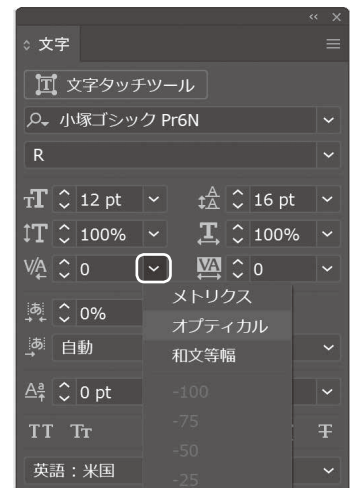 文字
文字タッチツール
小塚ゴシック Pr6N
R
12 pt 16 pt
100% 100%
0 0
メトリクス
0%
オプティカル
自動
和文等幅
0 pt
-100
-75
-50
英語：米国
-25